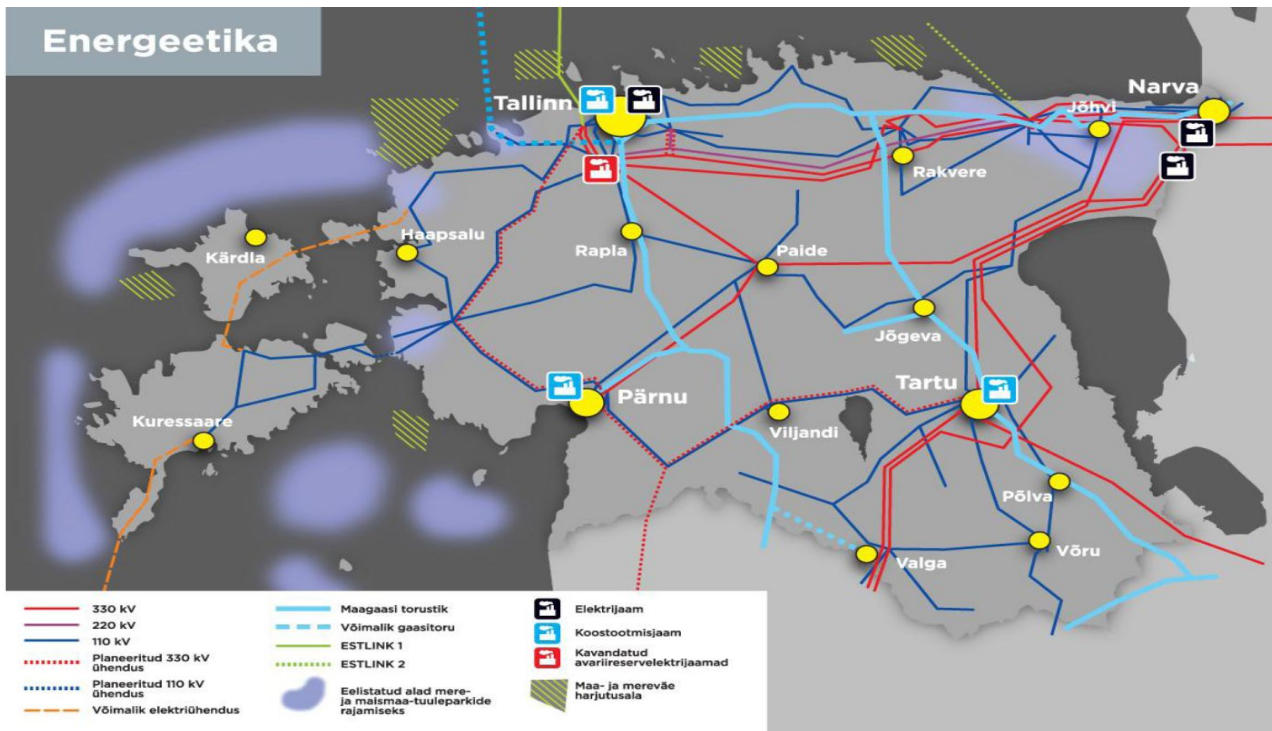 Energeetika
Tallinn
Narva
Jõhvi
Rakvere
Haapsalu
Kärdla
Rapla
Paide
Jõgeva
Tartu
Pärnu
Viljandi
Kuressaare
Põlva
Võru
Valga
330 kV
220 kV
110 kV
Planeeritud 330 kV
ühendus
Planeeritud 110 kV
ühendus
Võimalik elektriühendus
Maagaasi torustik
Võimalik gaasitoru
ESTLINK 1
ESTLINK 2
Eelistatud alad mere-
ja maismaa-tuuleparkide
rajamiseks
Elektrijaam
Koostootmisjaam
Kavandatud
avariireservelektrijaamad
Maa- ja mereväe
harjutusala